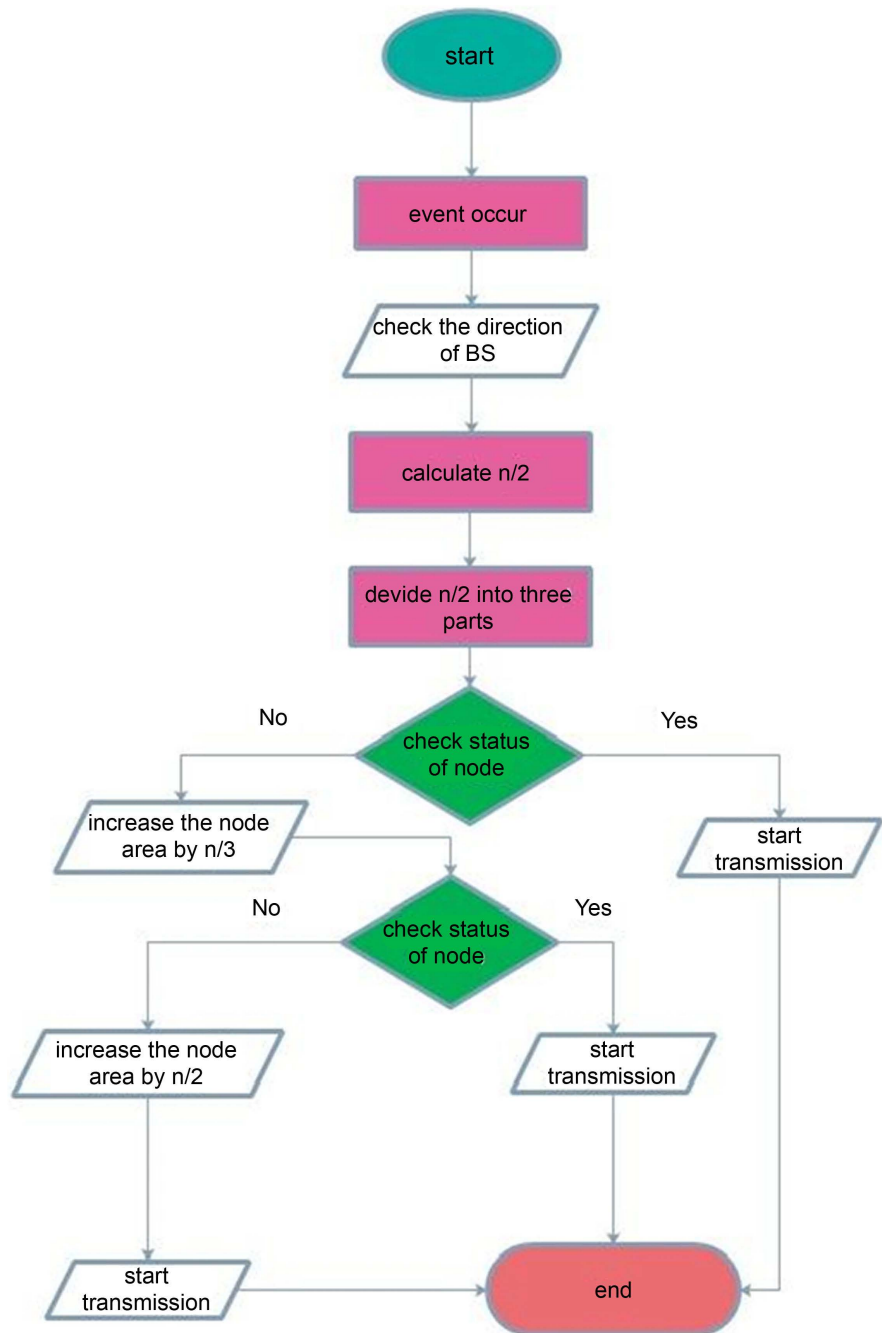 start
event occur
check the direction
of BS
calculate n/2
devide n/2 into three
parts
No
Yes
check status
of node
increase the node
area by n/3
start
transmission
No
Yes
check status
of node
increase the node
area by n/2
start
transmission
start
transmission
end